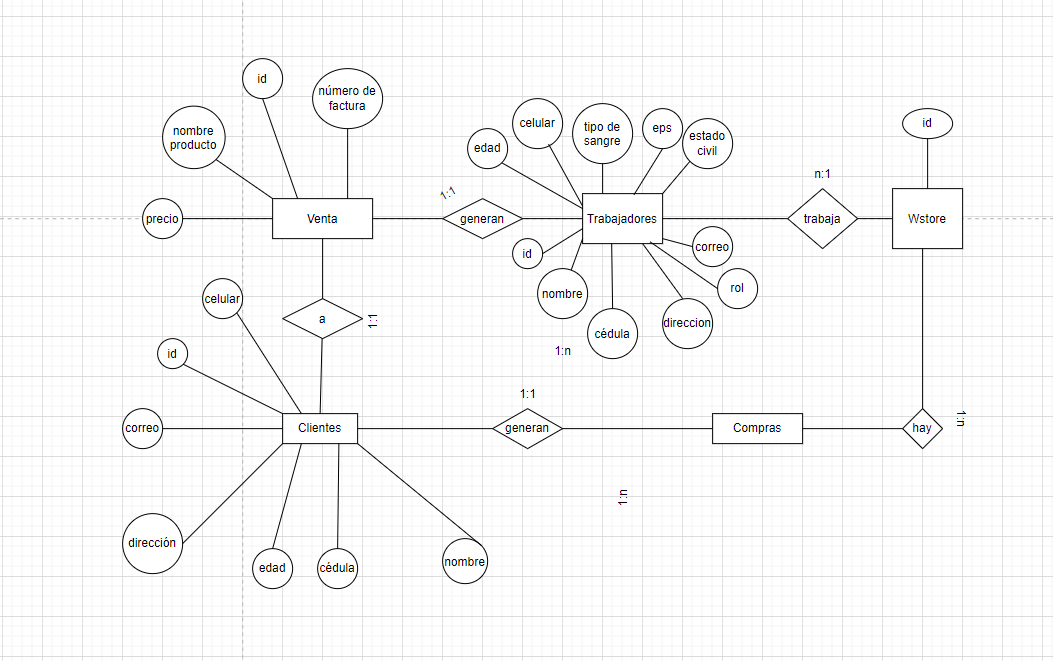 id
número de
factura
nombre
producto
precio
Venta
1:1
generan
edad
celular
tipo de
sangre
eps
estado
civil
Trabajadores
id
nombre
cédula
direccion
rol
correo
n:1
trabaja
id
Wstore
celular
a
1:1
1:n
id
correo
Clientes
1:1
generan
Compras
hay
1:n
1:n
dirección
edad
cédula
nombre